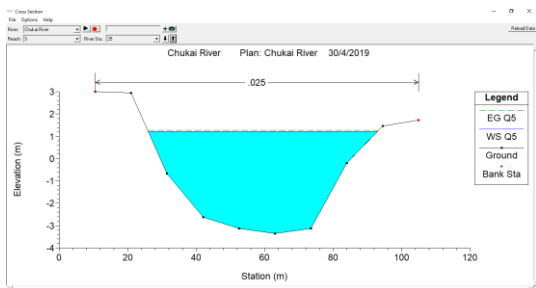 Cross Section
File Options Help
River: Chukai River
Reload Data
Reach: 0 River Sta.: 25
Chukai River Plan: Chukai River 30/4/2019
.025
Legend
EG Q5
WS Q5
Ground
Bank Sta
Elevation (m)
3
2
1
0
-1
-2
-3
-4
0 20 40 60 80 100 120
Station (m)